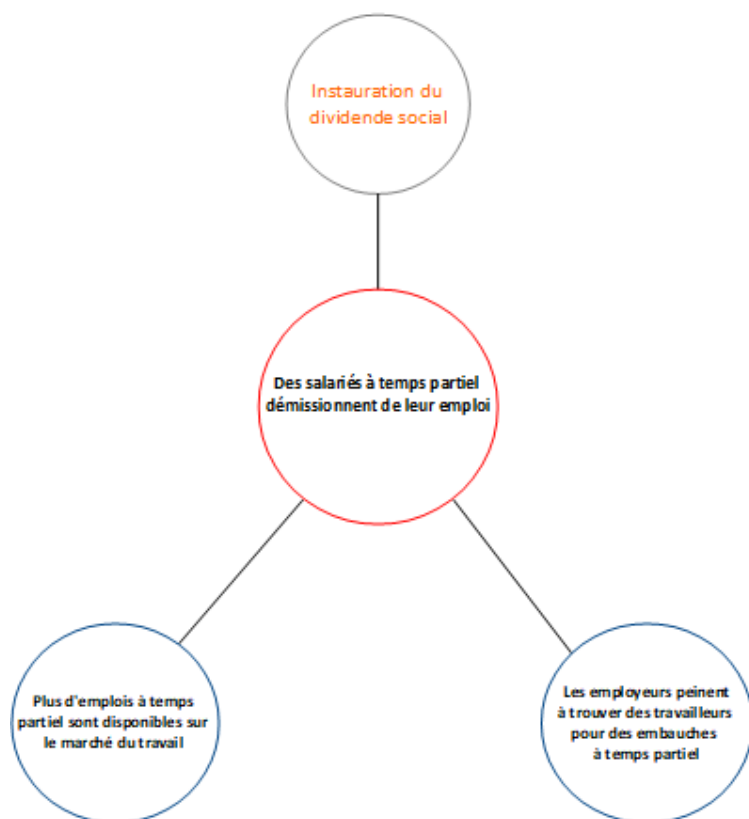 Instauration du
dividende social
Des salariés à temps partiel
démissionnent de leur emploi
Plus d'emplois à temps
partiel sont disponibles sur
le marché du travail
Les employeurs peinent
à trouver des travailleurs
pour des embauches
à temps partiel